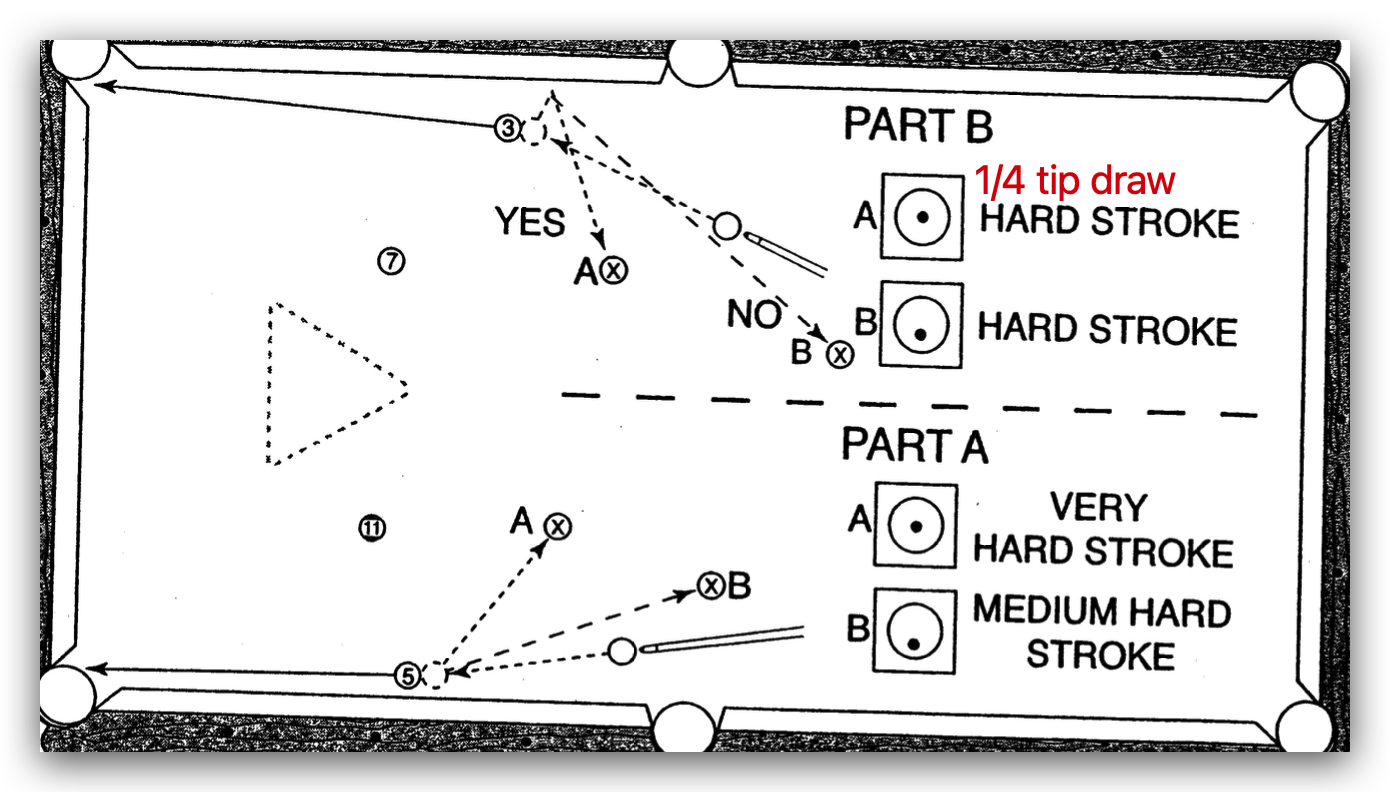 PART B
1/4 tip draw
A HARD STROKE
3
YES
7
A X
NO
B HARD STROKE
B X
PART A
A VERY
HARD STROKE
A X
11
X B
B MEDIUM HARD
STROKE
5